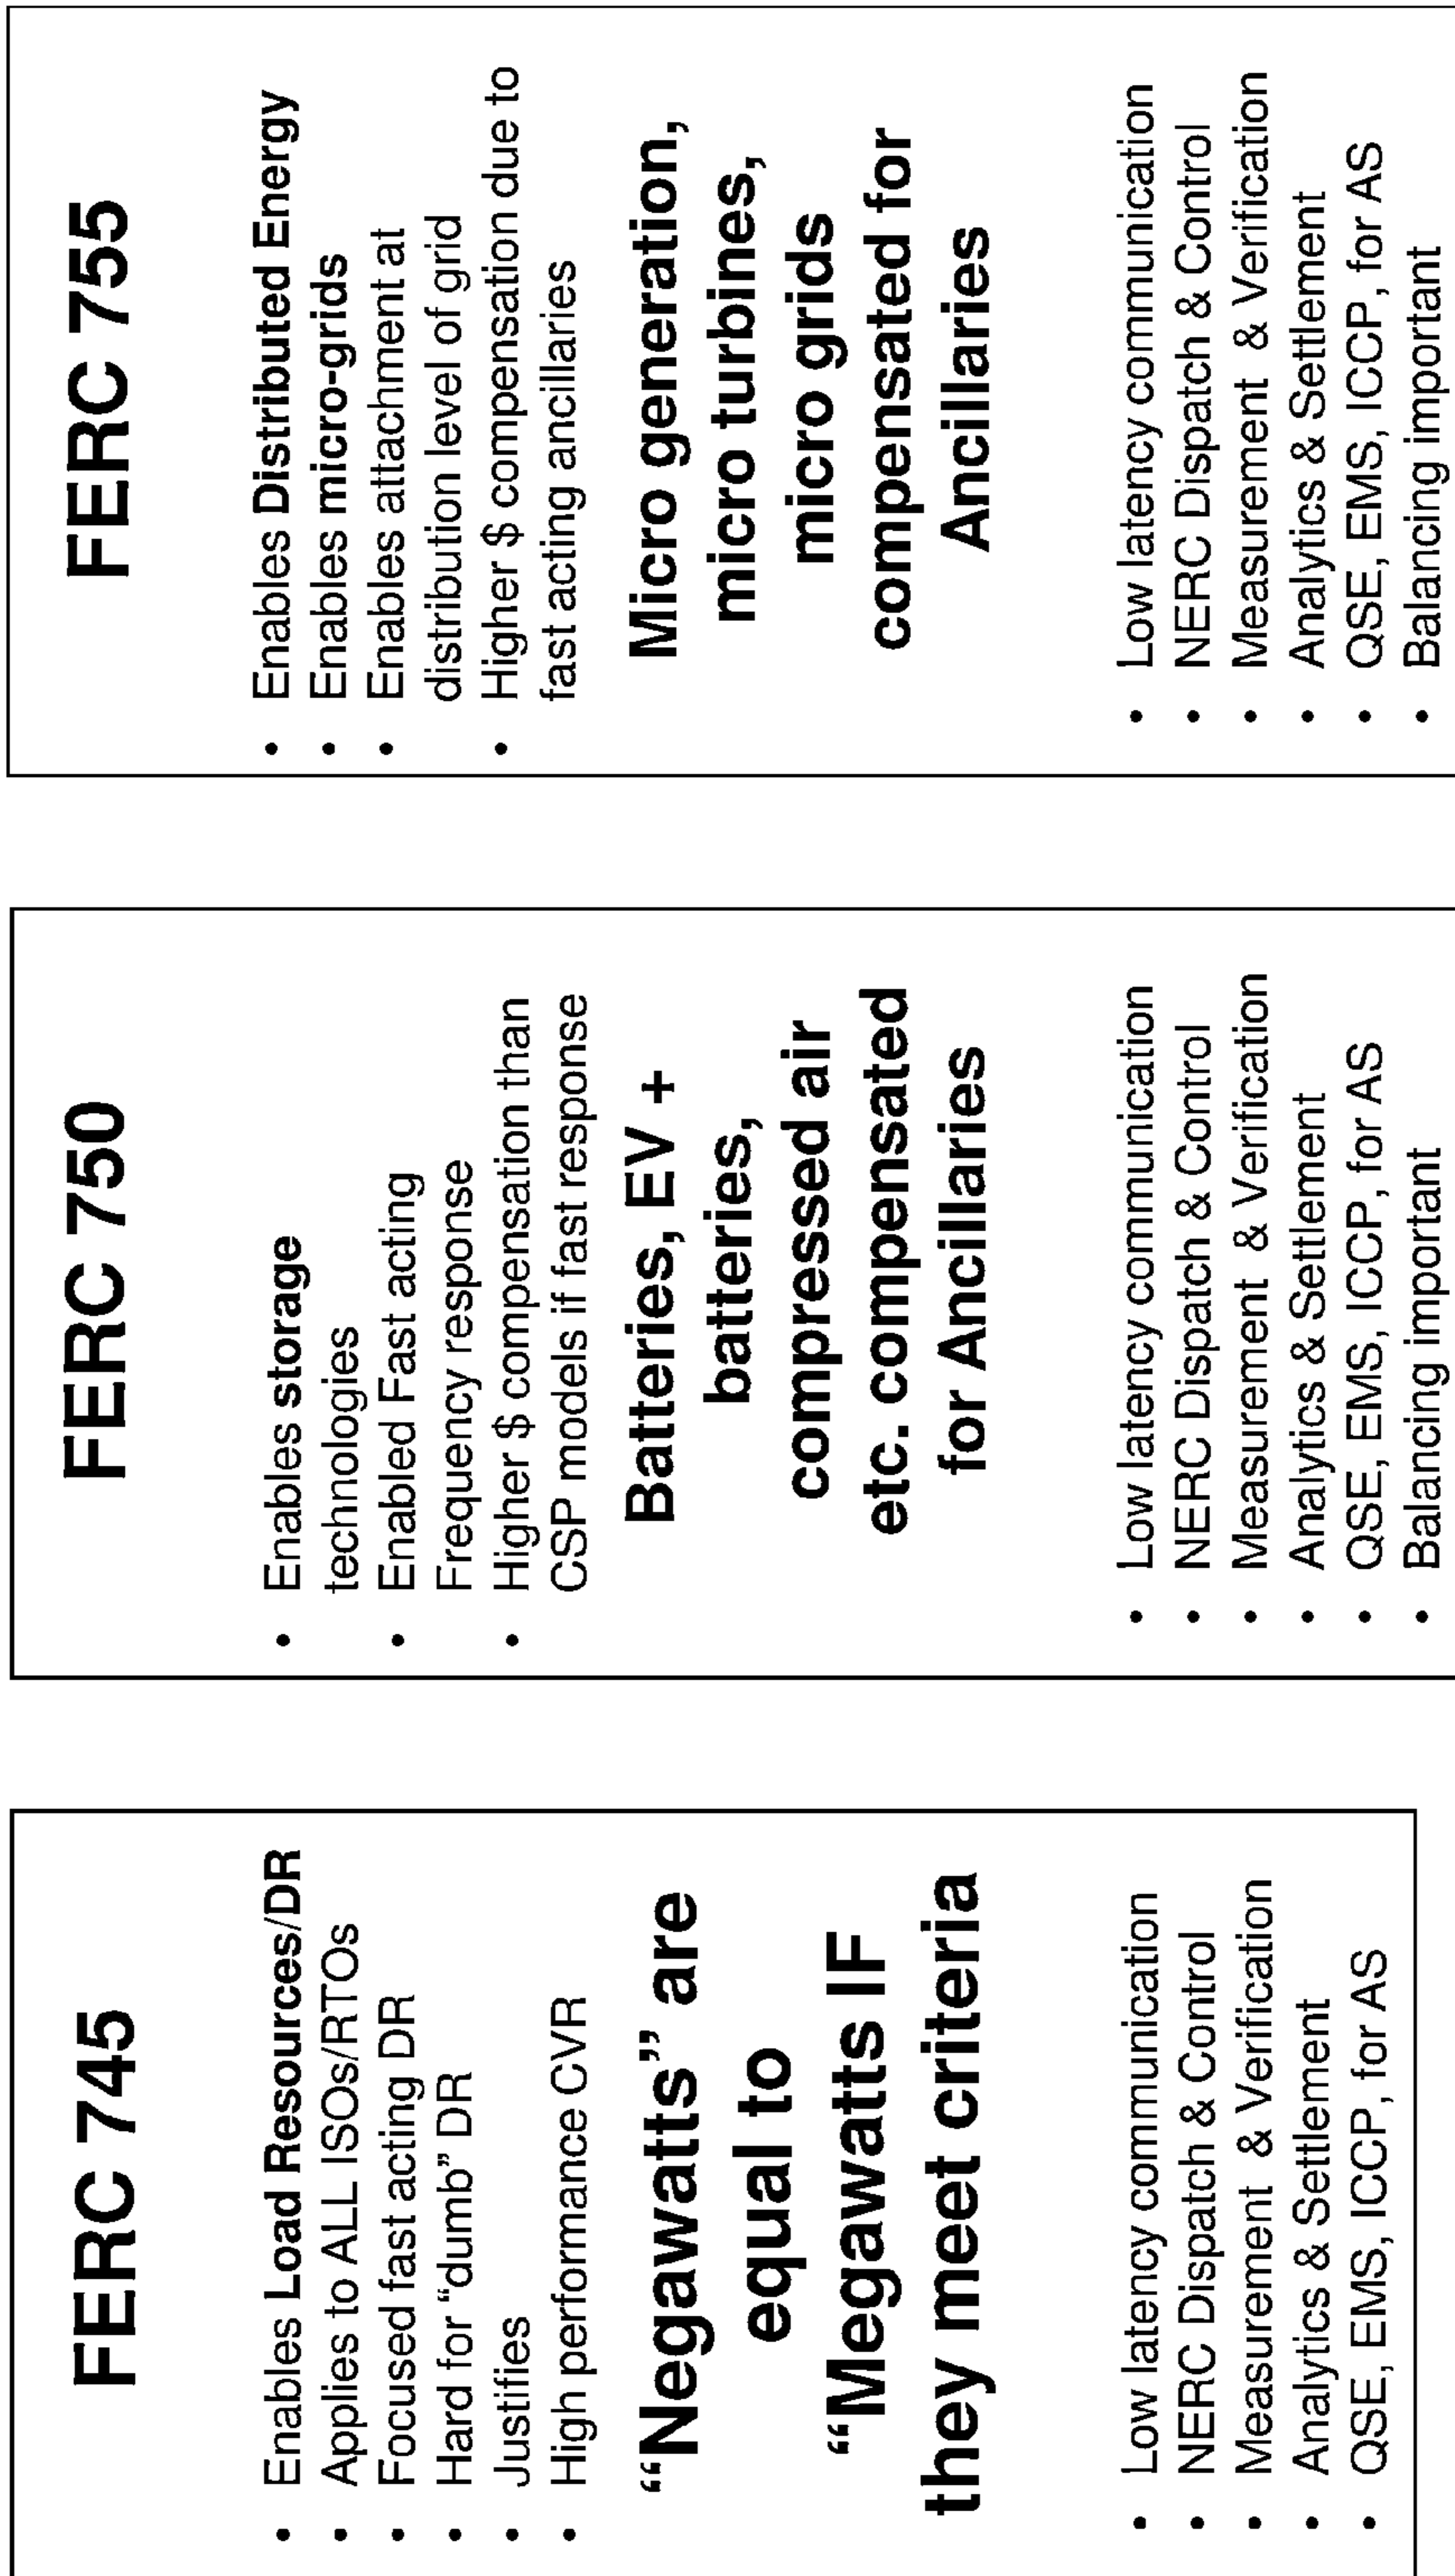 FERC 745
• Enables Load Resources/DR
• Applies to ALL ISOs/RTOs
• Focused fast acting DR
• Hard for “dumb” DR
• Justifies
• High performance CVR
“Negawatts” are
equal to
“Megawatts IF
they meet criteria
• Low latency communication
• NERC Dispatch & Control
• Measurement & Verification
• Analytics & Settlement
• QSE, EMS, ICCP, for AS
FERC 750
• Enables storage
technologies
• Enabled Fast acting
Frequency response
• Higher $ compensation than
CSP models if fast response
Batteries, EV +
batteries,
compressed air
etc. compensated
for Ancillaries
• Low latency communication
• NERC Dispatch & Control
• Measurement & Verification
• Analytics & Settlement
• QSE, EMS, ICCP, for AS
• Balancing important
FERC 755
• Enables Distributed Energy
• Enables micro-grids
• Enables attachment at
distribution level of grid
• Higher $ compensation due to
fast acting ancillaries
Micro generation,
micro turbines,
micro grids
compensated for
Ancillaries
• Low latency communication
• NERC Dispatch & Control
• Measurement & Verification
• Analytics & Settlement
• QSE, EMS, ICCP, for AS
• Balancing important